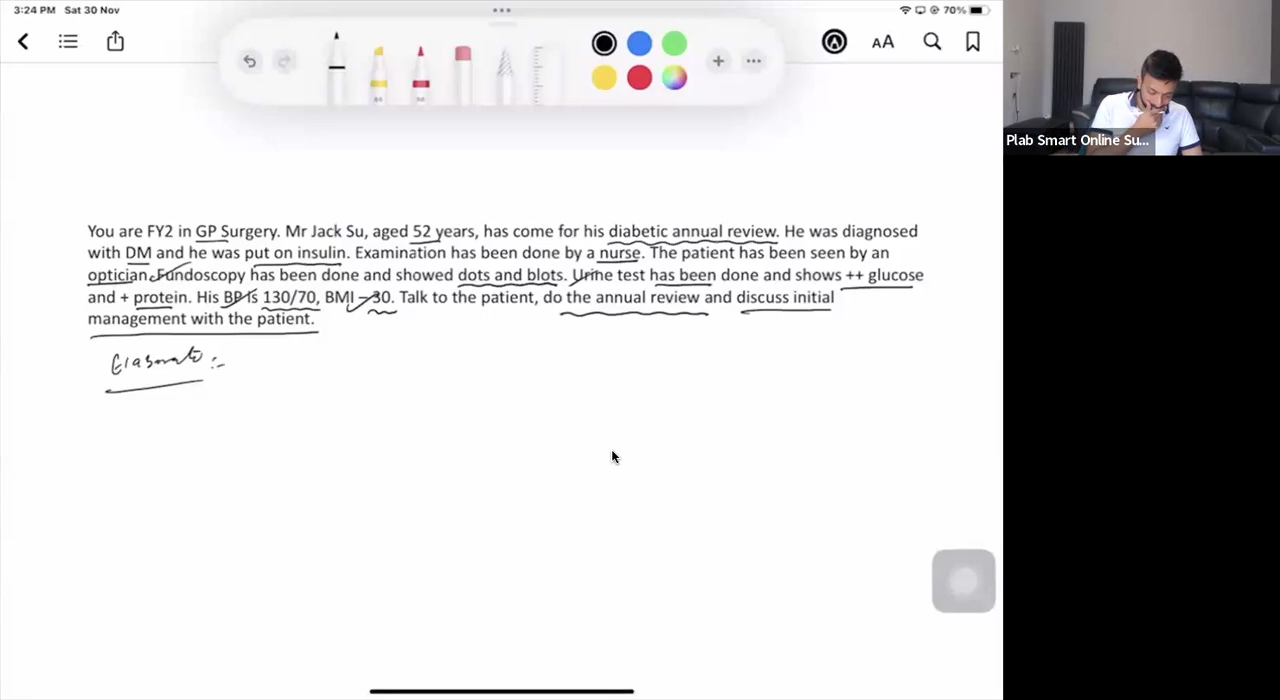 3:24 PM Sat 30 Nov
70%
AA
You are FY2 in GP Surgery. Mr Jack Su, aged 52 years, has come for his diabetic annual review. He was diagnosed
with DM and he was put on insulin. Examination has been done by a nurse. The patient has been seen by an
optician. Fundoscopy has been done and showed dots and blots. Urine test has been done and shows ++ glucose
and + protein. His BP is 130/70, BMI – 30. Talk to the patient, do the annual review and discuss initial
management with the patient.
Elaborate :-
Plab Smart Online Su...